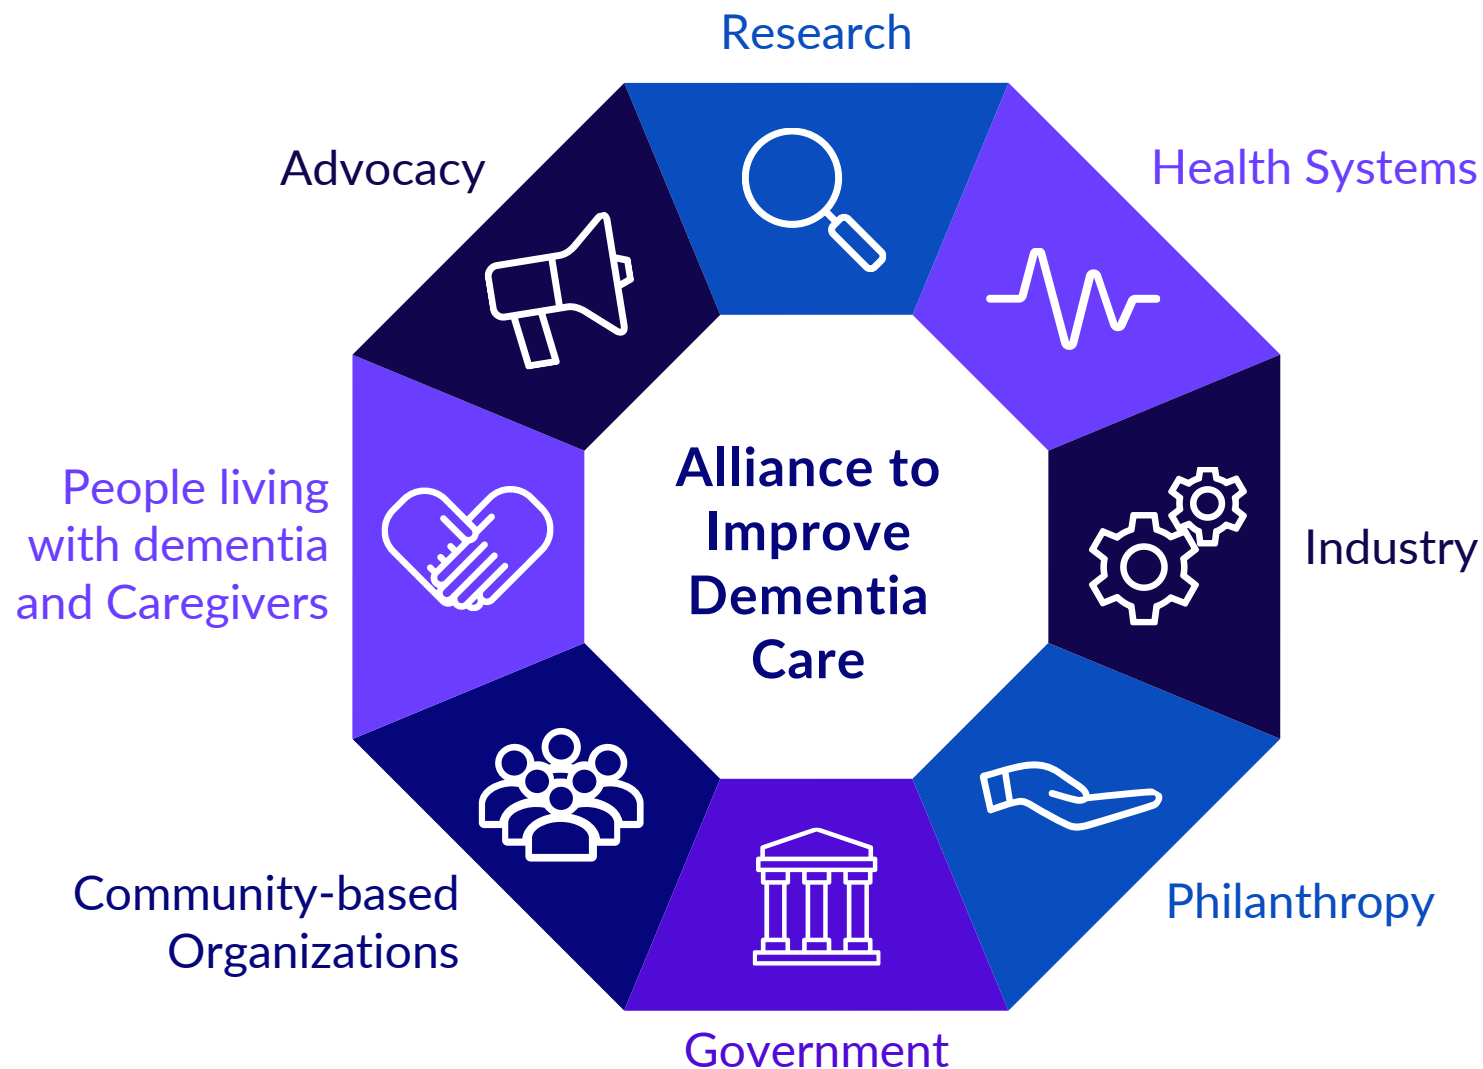 Research
Advocacy
Health Systems
Alliance to
Improve
Dementia
Care
People living
with dementia
and Caregivers
Industry
Community-based
Organizations
Philanthropy
Government